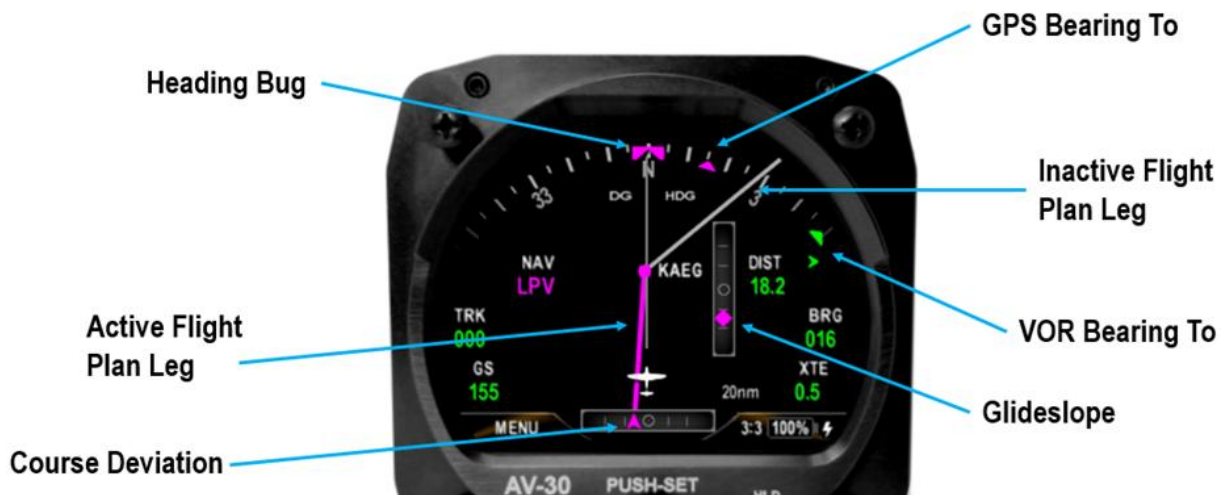 GPS Bearing To
Heading Bug
N
33
3
DG
HDG
Inactive Flight
Plan Leg
NAV
LPV
KAEG
DIST
18.2
TRK
000
BRG
016
VOR Bearing To
Active Flight
Plan Leg
GS
155
XTE
0.5
20nm
Glideslope
MENU
3:3 100%
Course Deviation
AV-30
PUSH-SET